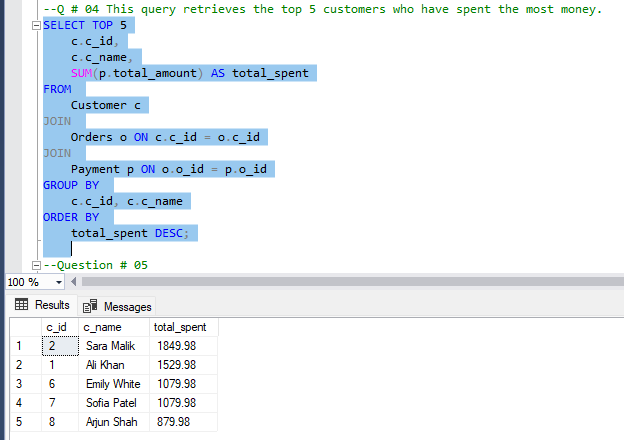 --Q # 04 This query retrieves the top 5 customers who have spent the most money.
SELECT TOP 5
c.c_id,
c.c_name,
SUM(p.total_amount) AS total_spent
FROM
Customer c
JOIN
Orders o ON c.c_id = o.c_id
JOIN
Payment p ON o.o_id = p.o_id
GROUP BY
c.c_id, c.c_name
ORDER BY
total_spent DESC;
--Question # 05
100 %
Results Messages
c_id c_name total_spent
1 2 Sara Malik 1849.98
2 1 Ali Khan 1529.98
3 6 Emily White 1079.98
4 7 Sofia Patel 1079.98
5 8 Arjun Shah 879.98